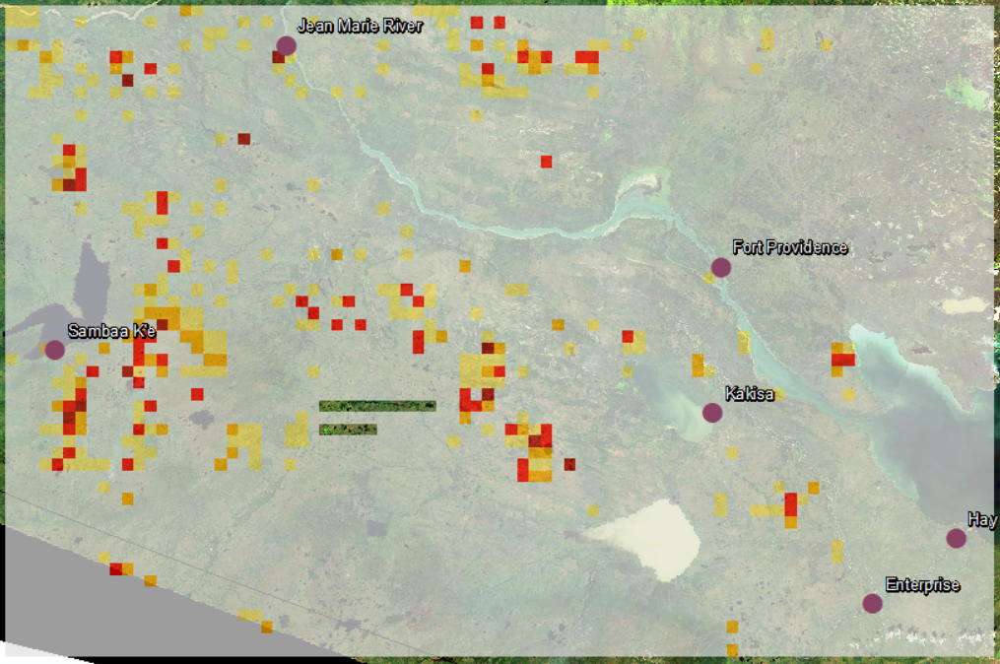 Jean Marie River
Fort Providence
Sambaa K'e
Kakisa
Hay
Enterprise